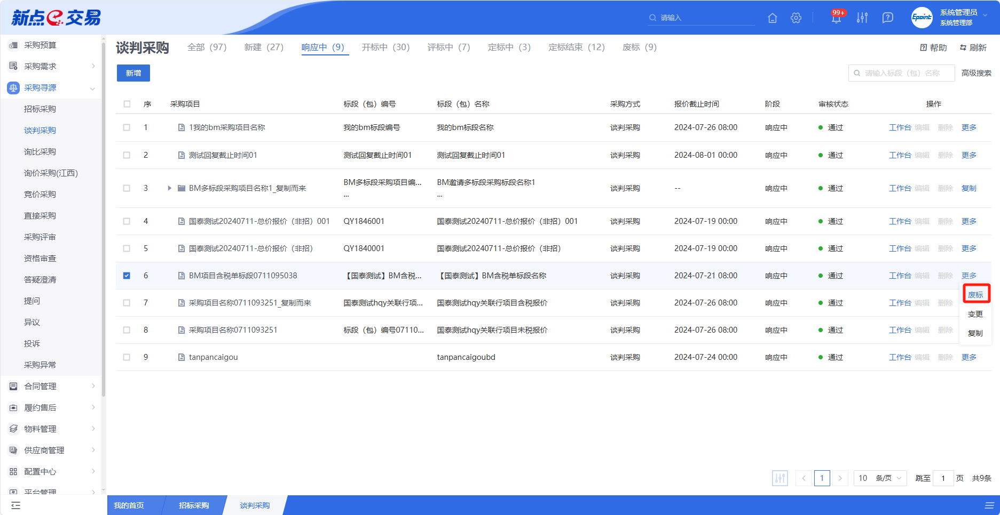 新点e交易
请输入
99+
Epoint
系统管理员
系统管理部
采购预算
采购需求
采购寻源
招标采购
谈判采购
询比采购
询价采购(江西)
竞价采购
直接采购
采购评审
资格审查
答疑澄清
提问
异议
投诉
采购异常
合同管理
履约售后
物料管理
供应商管理
配置中心
平台管理
谈判采购 全部（97） 新建（27） 响应中（9） 开标中（30） 评标中（7） 定标中（3） 定标结束（12） 废标（9） 帮助 刷新
新增 请输入标段（包）名称 高级搜索
序 采购项目 标段（包）编号 标段（包）名称 采购方式 报价截止时间 阶段 审核状态 操作
1 1我的bm采购项目名称 我的bm标段编号 我的bm标段名称 谈判采购 2024-07-26 08:00 响应中 通过 工作台 编辑 删除 更多
2 测试回复截止时间01 测试回复截止时间01 测试回复截止时间01 谈判采购 2024-08-01 00:00 响应中 通过 工作台 编辑 删除 更多
3 BM多标段采购项目名称1_复制而来 BM多标段采购项目编... BM邀请多标段采购标段名称1 谈判采购 -- 响应中 通过 工作台 编辑 删除 复制
... ...
4 国泰测试20240711-总价报价（非招）001 QY1846001 国泰测试20240711-总价报价（非招）001 谈判采购 2024-07-19 00:00 响应中 通过 工作台 编辑 删除 更多
5 国泰测试20240711-总价报价（非招） QY1840001 国泰测试20240711-总价报价（非招） 谈判采购 2024-07-19 00:00 响应中 通过 工作台 编辑 删除 更多
6 BM项目含税单标段0711095038 【国泰测试】BM含税... 【国泰测试】BM含税单标段名称 谈判采购 2024-07-21 08:00 响应中 通过 工作台 编辑 删除 更多
废标
变更
复制
7 采购项目名称0711093251_复制而来 国泰测试hqy关联行项... 国泰测试hqy关联行项目含税报价 谈判采购 2024-07-26 08:00 响应中 通过 工作台 编辑 删除
8 采购项目名称0711093251 标段（包）编号07110... 国泰测试hqy关联行项目未税报价 谈判采购 2024-07-26 08:00 响应中 通过 工作台 编辑 删除
9 tanpancaigou tanpancaigoubd 谈判采购 2024-07-24 00:00 响应中 通过 工作台 编辑 删除 更多
1 10 条/页 跳至 1 页 共9条
我的首页 招标采购 谈判采购